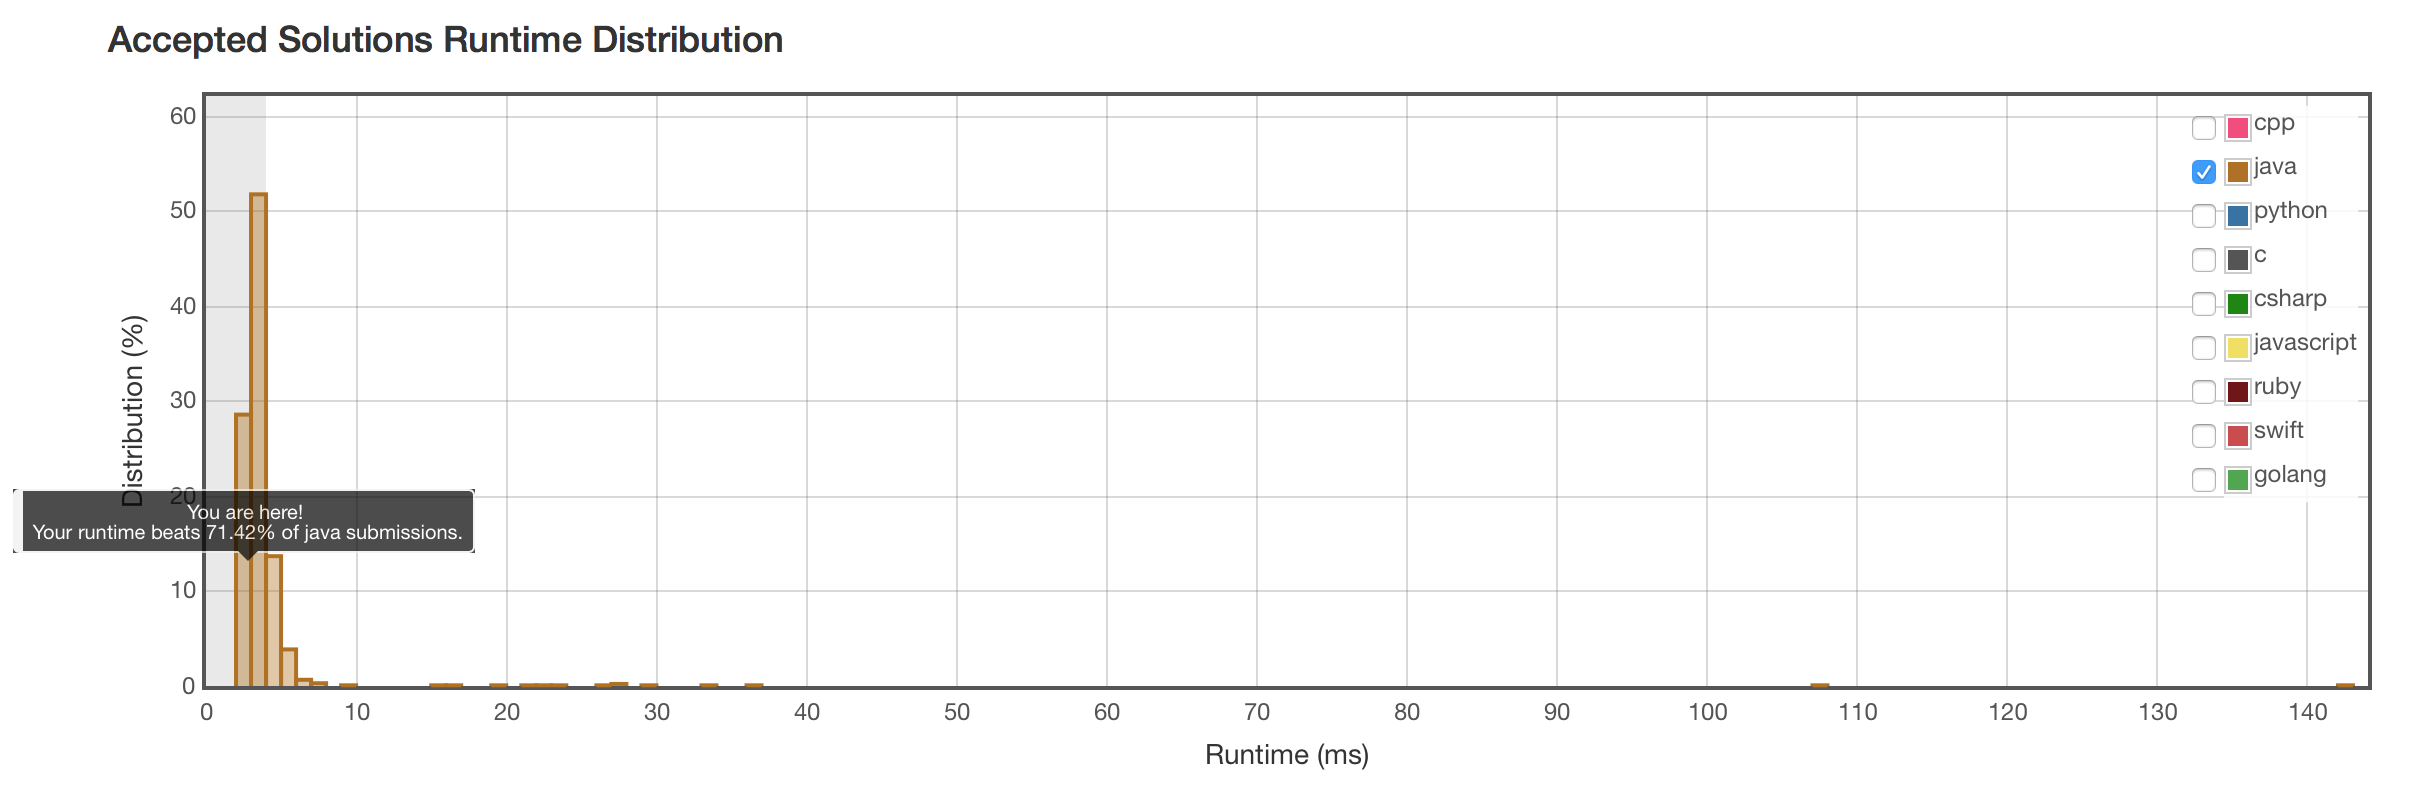 Accepted Solutions Runtime Distribution
60
50
40
30
20
10
0
Distribution (%)
You are here!
Your runtime beats 71.42% of java submissions.
cpp
java
python
c
csharp
javascript
ruby
swift
golang
0 10 20 30 40 50 60 70 80 90 100 110 120 130 140
Runtime (ms)